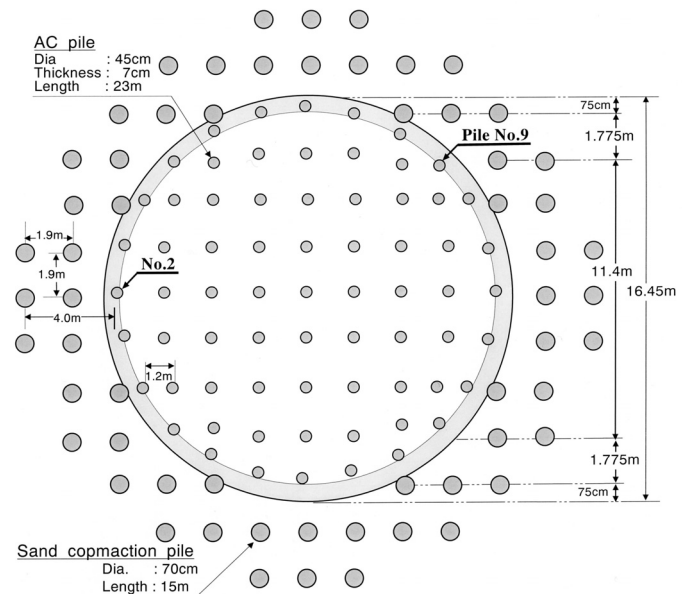 AC pile
Dia : 45cm
Thickness : 7cm
Length : 23m
75cm
Pile No.9
1.775m
1.9m
1.9m
No.2
11.4m
16.45m
4.0m
1.2m
1.775m
75cm
Sand copmaction pile
Dia. : 70cm
Length : 15m